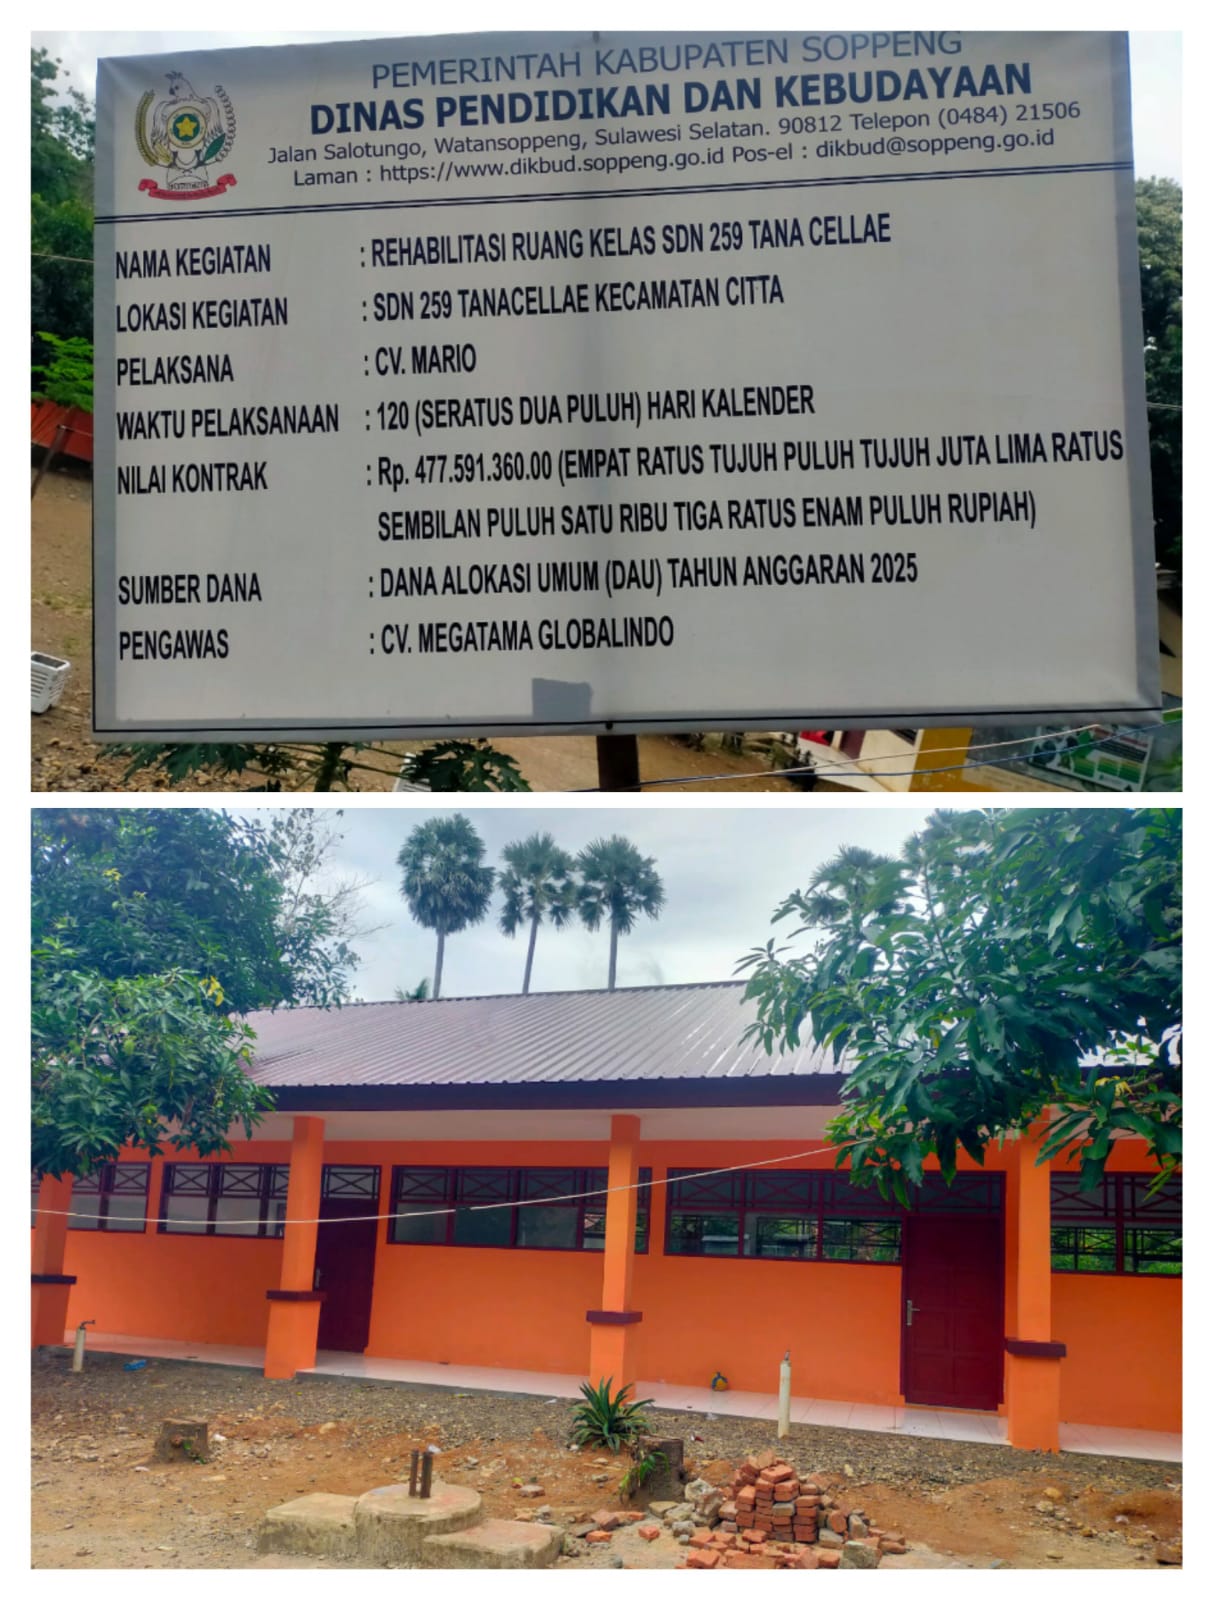 PEMERINTAH KABUPATEN SOPPENG
DINAS PENDIDIKAN DAN KEBUDAYAAN
Jalan Salotungo, Watansoppeng, Sulawesi Selatan. 90812 Telepon (0484) 21506
Laman : https://www.dikbud.soppeng.go.id Pos-el : dikbud@soppeng.go.id
NAMA KEGIATAN : REHABILITASI RUANG KELAS SDN 259 TANA CELLAE
LOKASI KEGIATAN : SDN 259 TANACELLAE KECAMATAN CITTA
PELAKSANA : CV. MARIO
WAKTU PELAKSANAAN : 120 (SERATUS DUA PULUH) HARI KALENDER
NILAI KONTRAK : Rp. 477.591.360.00 (EMPAT RATUS TUJUH PULUH TUJUH JUTA LIMA RATUS
SEMBILAN PULUH SATU RIBU TIGA RATUS ENAM PULUH RUPIAH)
SUMBER DANA : DANA ALOKASI UMUM (DAU) TAHUN ANGGARAN 2025
PENGAWAS : CV. MEGATAMA GLOBALINDO